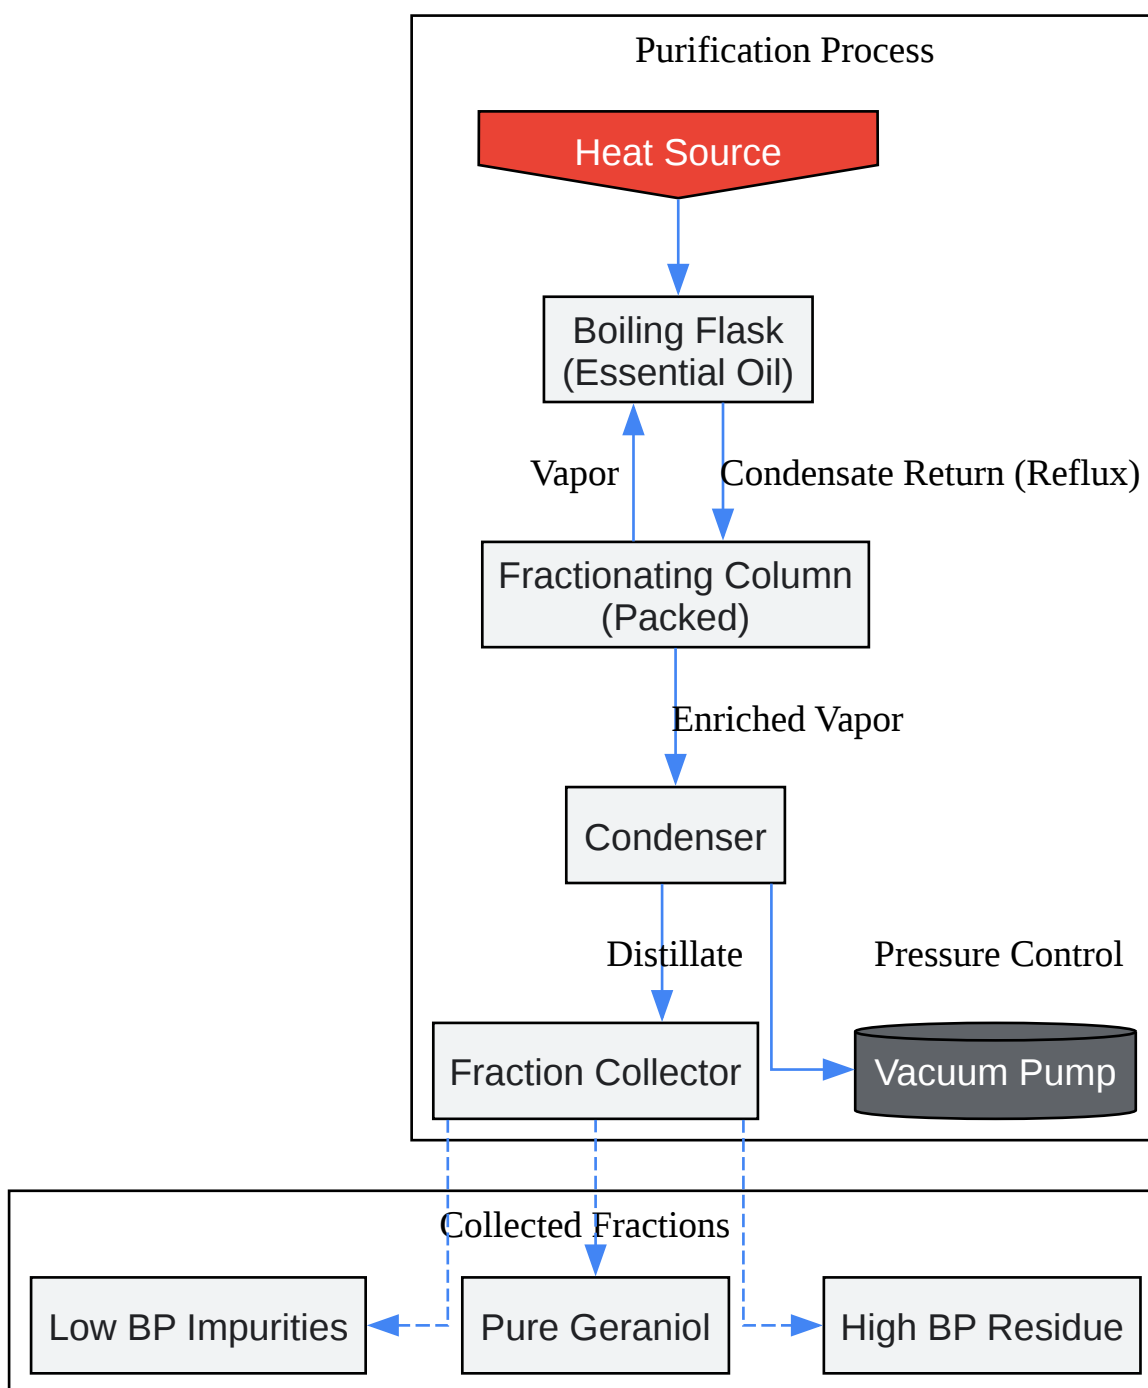 Purification Process
Heat Source
Boiling Flask
(Essential Oil)
Vapor
Condensate Return (Reflux)
Fractionating Column
(Packed)
Enriched Vapor
Condenser
Distillate
Pressure Control
Fraction Collector
Vacuum Pump
Collected Fractions
Low BP Impurities
Pure Geraniol
High BP Residue